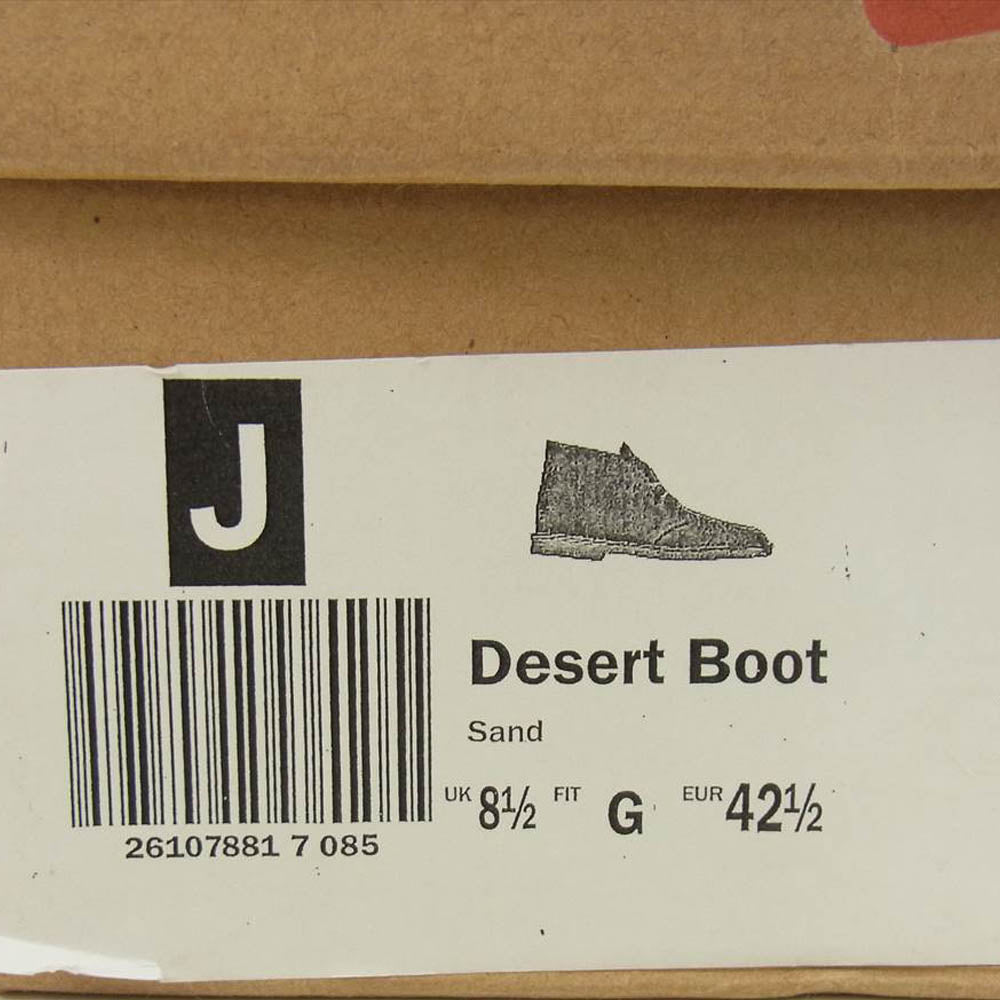 J
Desert Boot
Sand
UK 8½ FIT G EUR 42½
26107881 7 085